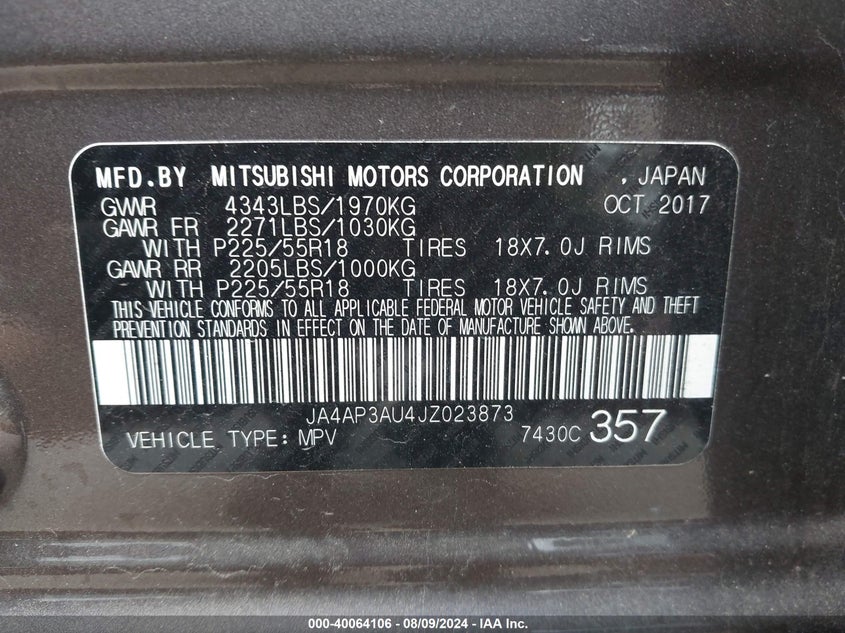 MFD.BY MITSUBISHI MOTORS CORPORATION , JAPAN
GVWR 4343LBS/1970KG OCT 2017
GAWR FR 2271LBS/1030KG
WITH P225/55R18 TIRES 18X7.0J RIMS
GAWR RR 2205LBS/1000KG
WITH P225/55R18 TIRES 18X7.0J RIMS
THIS VEHICLE CONFORMS TO ALL APPLICABLE FEDERAL MOTOR VEHICLE SAFETY AND THEFT
PREVENTION STANDARDS IN EFFECT ON THE DATE OF MANUFACTURE SHOWN ABOVE.
JA4AP3AU4JZ023873
VEHICLE TYPE: MPV 7430C 357
000-40064106 - 08/09/2024 - IAA Inc.